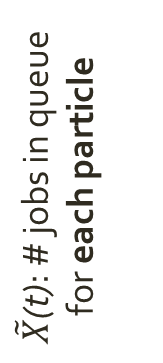 X̃(t): # jobs in queue
for each particle